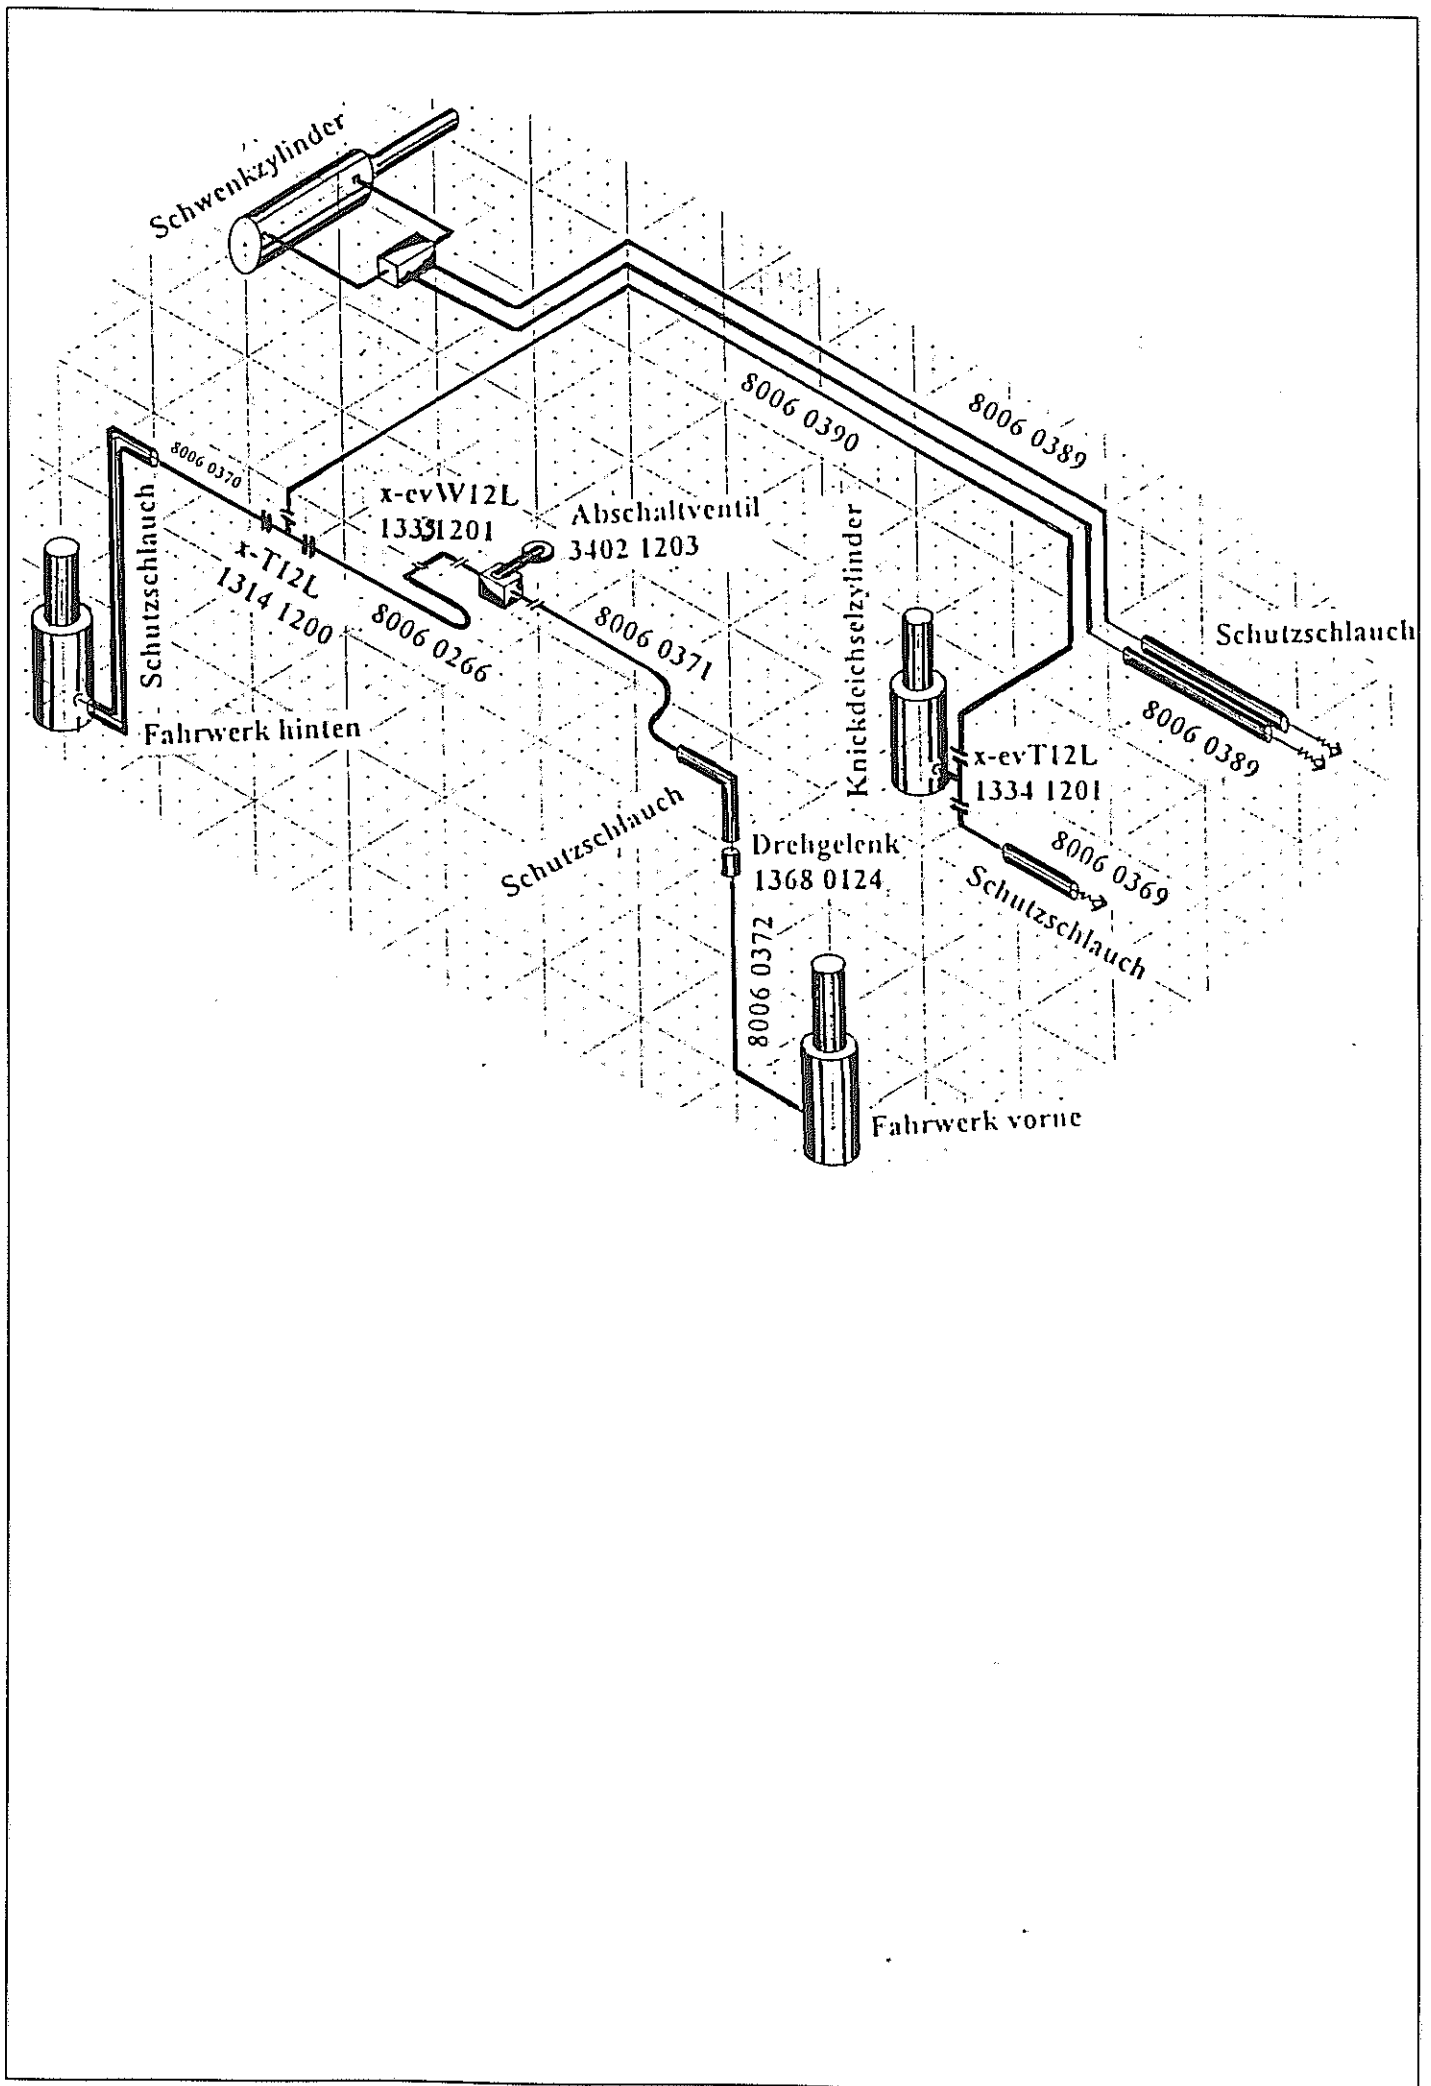 Schwenkzylinder
8006 0389
8006 0390
8006 0370
Schutzschlauch
x-evW12L
1201
Abschaltventil
3402 1203
x-T12L
1314 1200
8006 0266
8006 0371
Knickdeichselzylinder
Schutzschlauch
8006 0389
Fahrwerk hinten
x-evT12L
1334 1201
Schutzschlauch
Drehgelenk
1368 0124
8006 0369
Schutzschlauch
8006 0372
Fahrwerk vorne